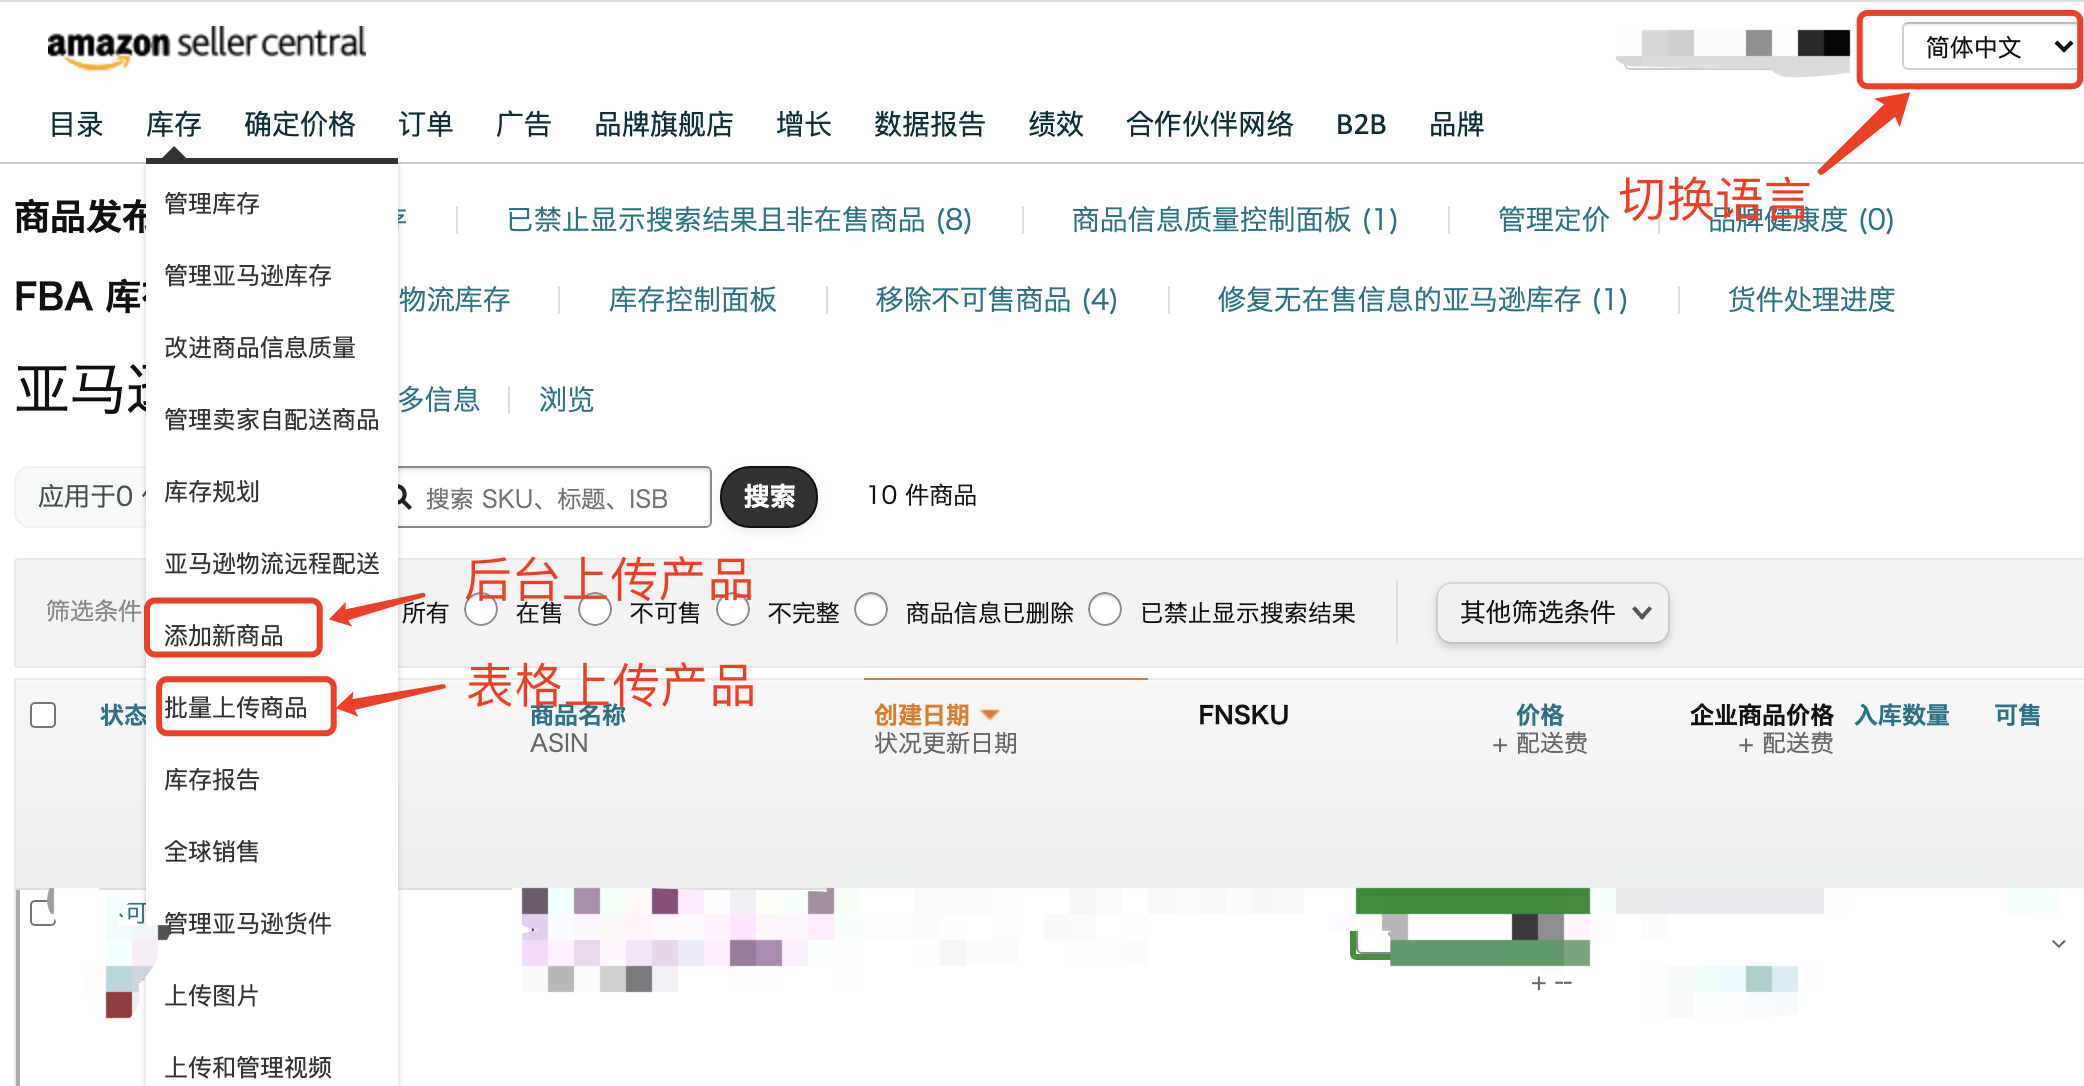 amazon seller central
简体中文
目录 库存 确定价格 订单 广告 品牌旗舰店 增长 数据报告 绩效 合作伙伴网络 B2B 品牌
切换语言
商品发布 已禁止显示搜索结果且非在售商品 (8) 商品信息质量控制面板 (1) 管理定价 品牌健康度 (0)
FBA 库存 物流库存 库存控制面板 移除不可售商品 (4) 修复无在售信息的亚马逊库存 (1) 货件处理进度
亚马逊 多信息 浏览
应用于0 搜索 SKU、标题、ISB 搜索 10 件商品
管理库存
管理亚马逊库存
改进商品信息质量
管理卖家自配送商品
库存规划
亚马逊物流远程配送
添加新商品
批量上传商品
库存报告
全球销售
管理亚马逊货件
上传图片
上传和管理视频
后台上传产品
筛选条件 所有 在售 不可售 不完整 商品信息已删除 已禁止显示搜索结果 其他筛选条件
表格上传产品
状态 商品名称 创建日期 FNSKU 价格 企业商品价格 入库数量 可售
ASIN 状况更新日期 + 配送费 + 配送费
可
+ --